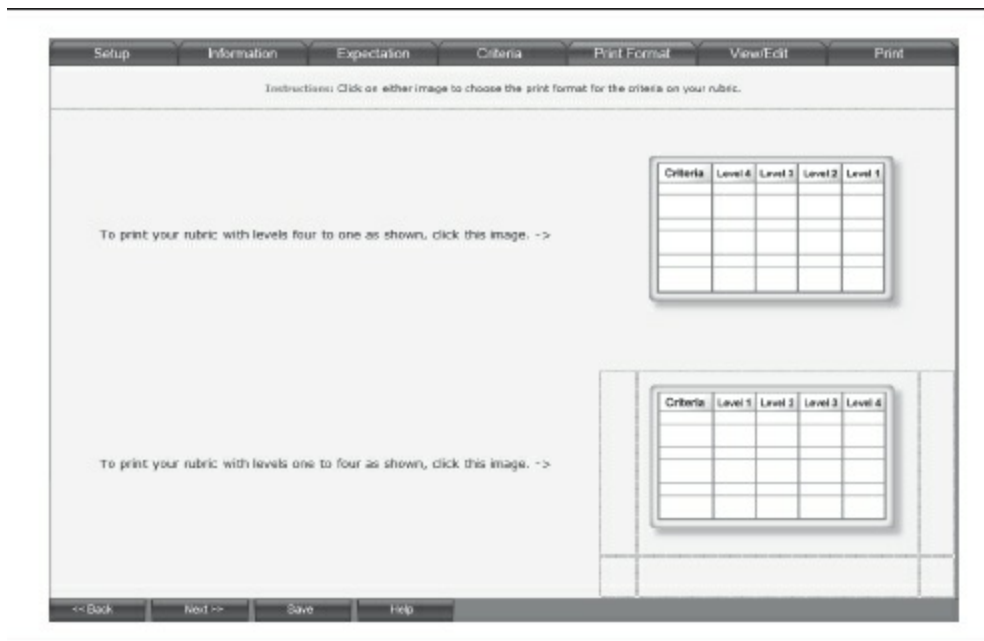 Setup Information Expectation Criteria Print Format View/Edit Print
Instructions: Click on either image to choose the print format for the criteria on your rubric.
Criteria Level 4 Level 3 Level 2 Level 1
To print your rubric with levels four to one as shown, click this image. ->
Criteria Level 1 Level 2 Level 3 Level 4
To print your rubric with levels one to four as shown, click this image. ->
<< Back Next >> Save Help